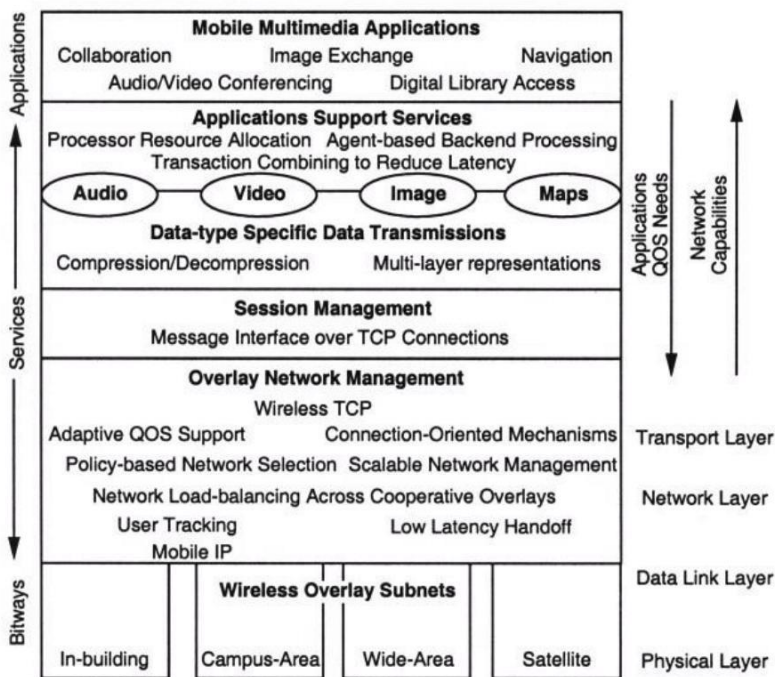 Mobile Multimedia Applications
Collaboration Image Exchange Navigation
Audio/Video Conferencing Digital Library Access
Applications Support Services
Processor Resource Allocation Agent-based Backend Processing
Transaction Combining to Reduce Latency
Audio Video Image Maps
Data-type Specific Data Transmissions
Compression/Decompression Multi-layer representations
Session Management
Message Interface over TCP Connections
Overlay Network Management
Wireless TCP
Adaptive QOS Support Connection-Oriented Mechanisms
Policy-based Network Selection Scalable Network Management
Network Load-balancing Across Cooperative Overlays
User Tracking Low Latency Handoff
Mobile IP
Wireless Overlay Subnets
In-building Campus-Area Wide-Area Satellite
Applications
Services
Bitways
Applications
QOS Needs
Network
Capabilities
Transport Layer
Network Layer
Data Link Layer
Physical Layer